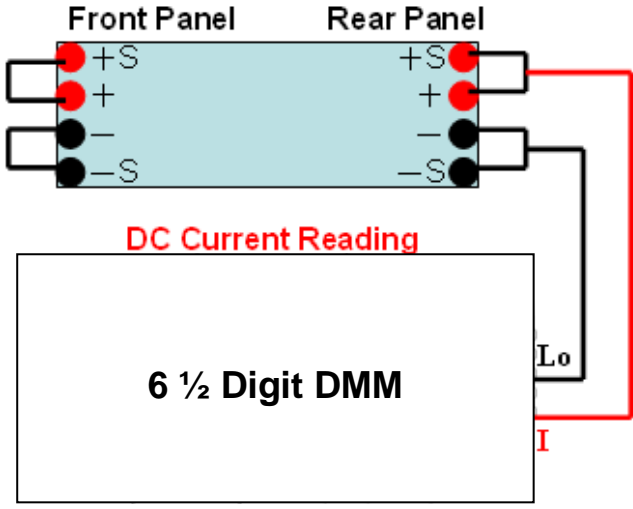 Front Panel Rear Panel
+S +S
+ +
− −
−S −S
DC Current Reading
6 ½ Digit DMM
Lo
I